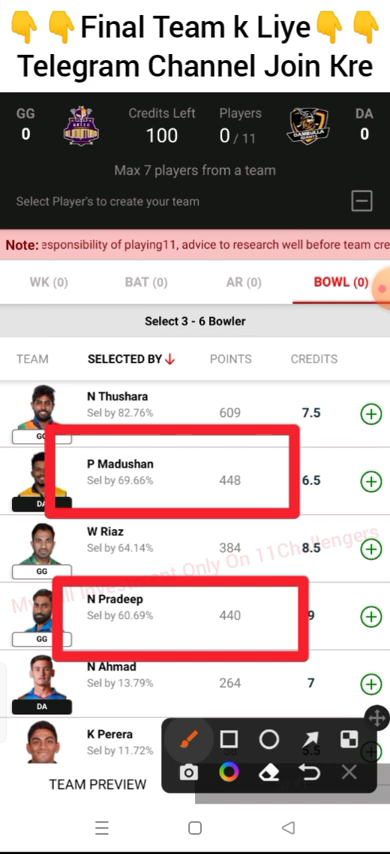 👇👇Final Team k Liye👇👇
Telegram Channel Join Kre
GG
0
Credits Left
100
Players
0 / 11
DA
0
Max 7 players from a team
Select Player's to create your team
Note: esponsibility of playing11, advice to research well before team cre
WK (0) BAT (0) AR (0) BOWL (0)
Select 3 - 6 Bowler
TEAM SELECTED BY POINTS CREDITS
N Thushara
Sel by 82.76% 609 7.5
GG
P Madushan
Sel by 69.66% 448 6.5
DA
W Riaz
Sel by 64.14% 384 8.5
GG
N Pradeep
Sel by 60.69% 440 9
GG
N Ahmad
Sel by 13.79% 264 7
DA
K Perera
Sel by 11.72%
TEAM PREVIEW